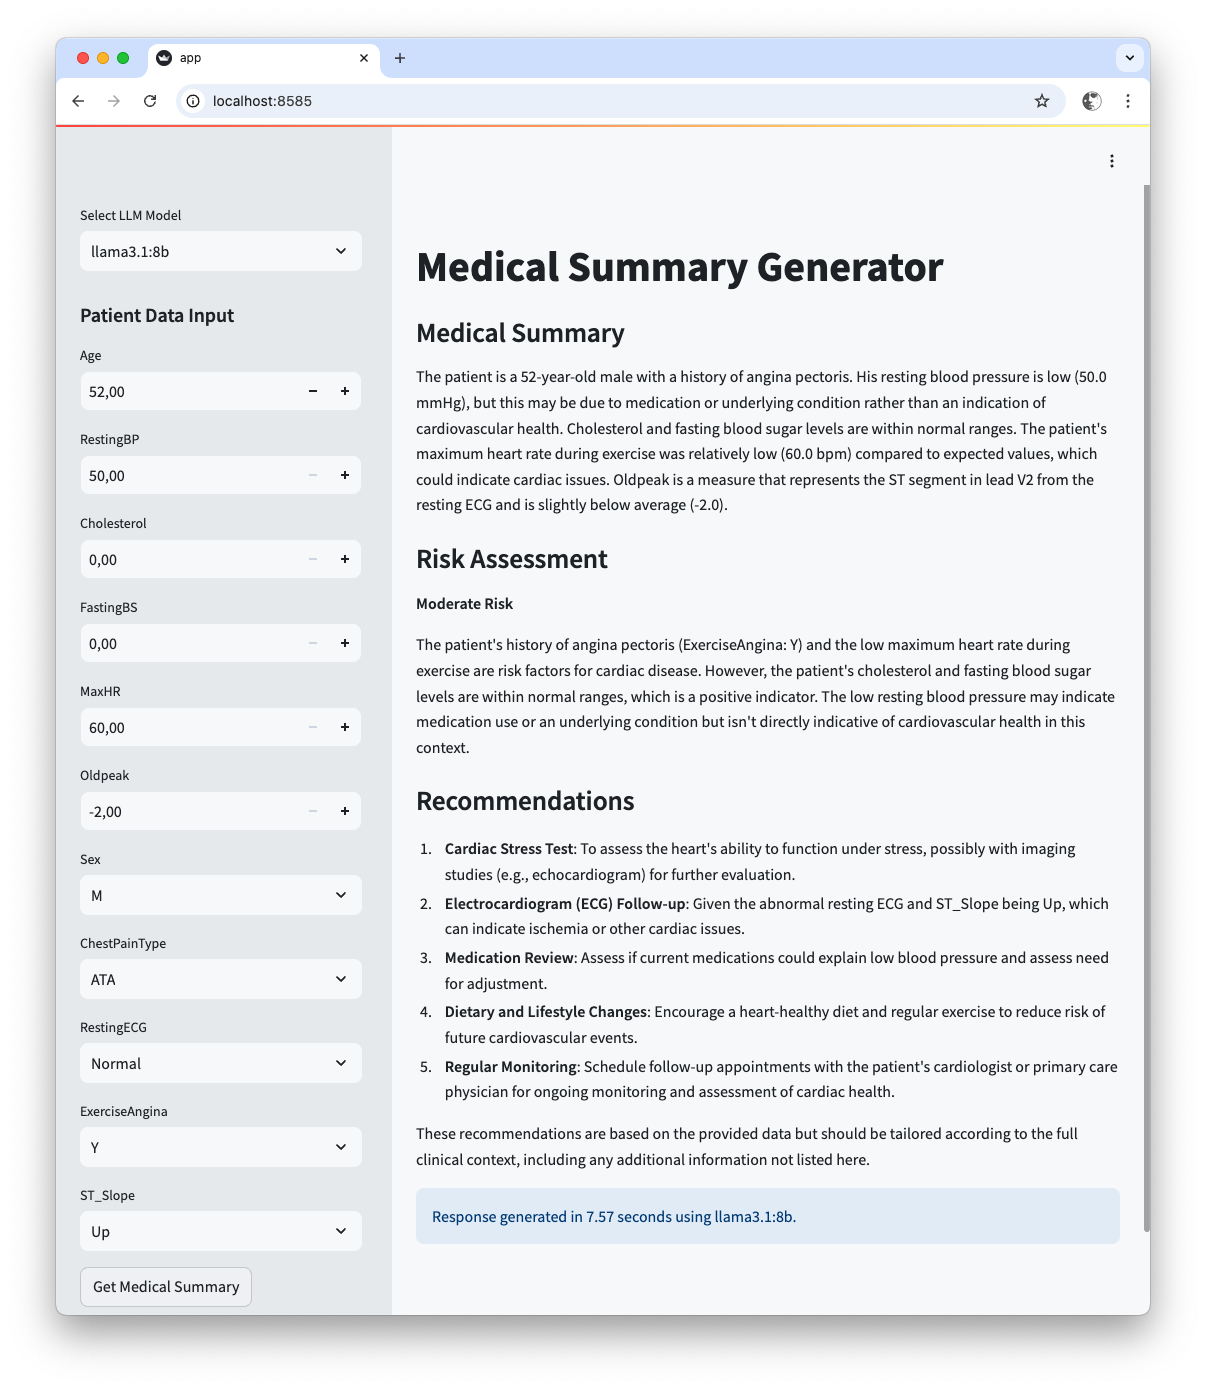 app
localhost:8585
Select LLM Model
llama3.1:8b
Patient Data Input
Age
52,00
RestingBP
50,00
Cholesterol
0,00
FastingBS
0,00
MaxHR
60,00
Oldpeak
-2,00
Sex
M
ChestPainType
ATA
RestingECG
Normal
ExerciseAngina
Y
ST_Slope
Up
Get Medical Summary
Medical Summary Generator
Medical Summary
The patient is a 52-year-old male with a history of angina pectoris. His resting blood pressure is low (50.0
mmHg), but this may be due to medication or underlying condition rather than an indication of
cardiovascular health. Cholesterol and fasting blood sugar levels are within normal ranges. The patient's
maximum heart rate during exercise was relatively low (60.0 bpm) compared to expected values, which
could indicate cardiac issues. Oldpeak is a measure that represents the ST segment in lead V2 from the
resting ECG and is slightly below average (-2.0).
Risk Assessment
Moderate Risk
The patient's history of angina pectoris (ExerciseAngina: Y) and the low maximum heart rate during
exercise are risk factors for cardiac disease. However, the patient's cholesterol and fasting blood sugar
levels are within normal ranges, which is a positive indicator. The low resting blood pressure may indicate
medication use or an underlying condition but isn't directly indicative of cardiovascular health in this
context.
Recommendations
1. Cardiac Stress Test: To assess the heart's ability to function under stress, possibly with imaging
studies (e.g., echocardiogram) for further evaluation.
2. Electrocardiogram (ECG) Follow-up: Given the abnormal resting ECG and ST_Slope being Up, which
can indicate ischemia or other cardiac issues.
3. Medication Review: Assess if current medications could explain low blood pressure and assess need
for adjustment.
4. Dietary and Lifestyle Changes: Encourage a heart-healthy diet and regular exercise to reduce risk of
future cardiovascular events.
5. Regular Monitoring: Schedule follow-up appointments with the patient's cardiologist or primary care
physician for ongoing monitoring and assessment of cardiac health.
These recommendations are based on the provided data but should be tailored according to the full
clinical context, including any additional information not listed here.
Response generated in 7.57 seconds using llama3.1:8b.